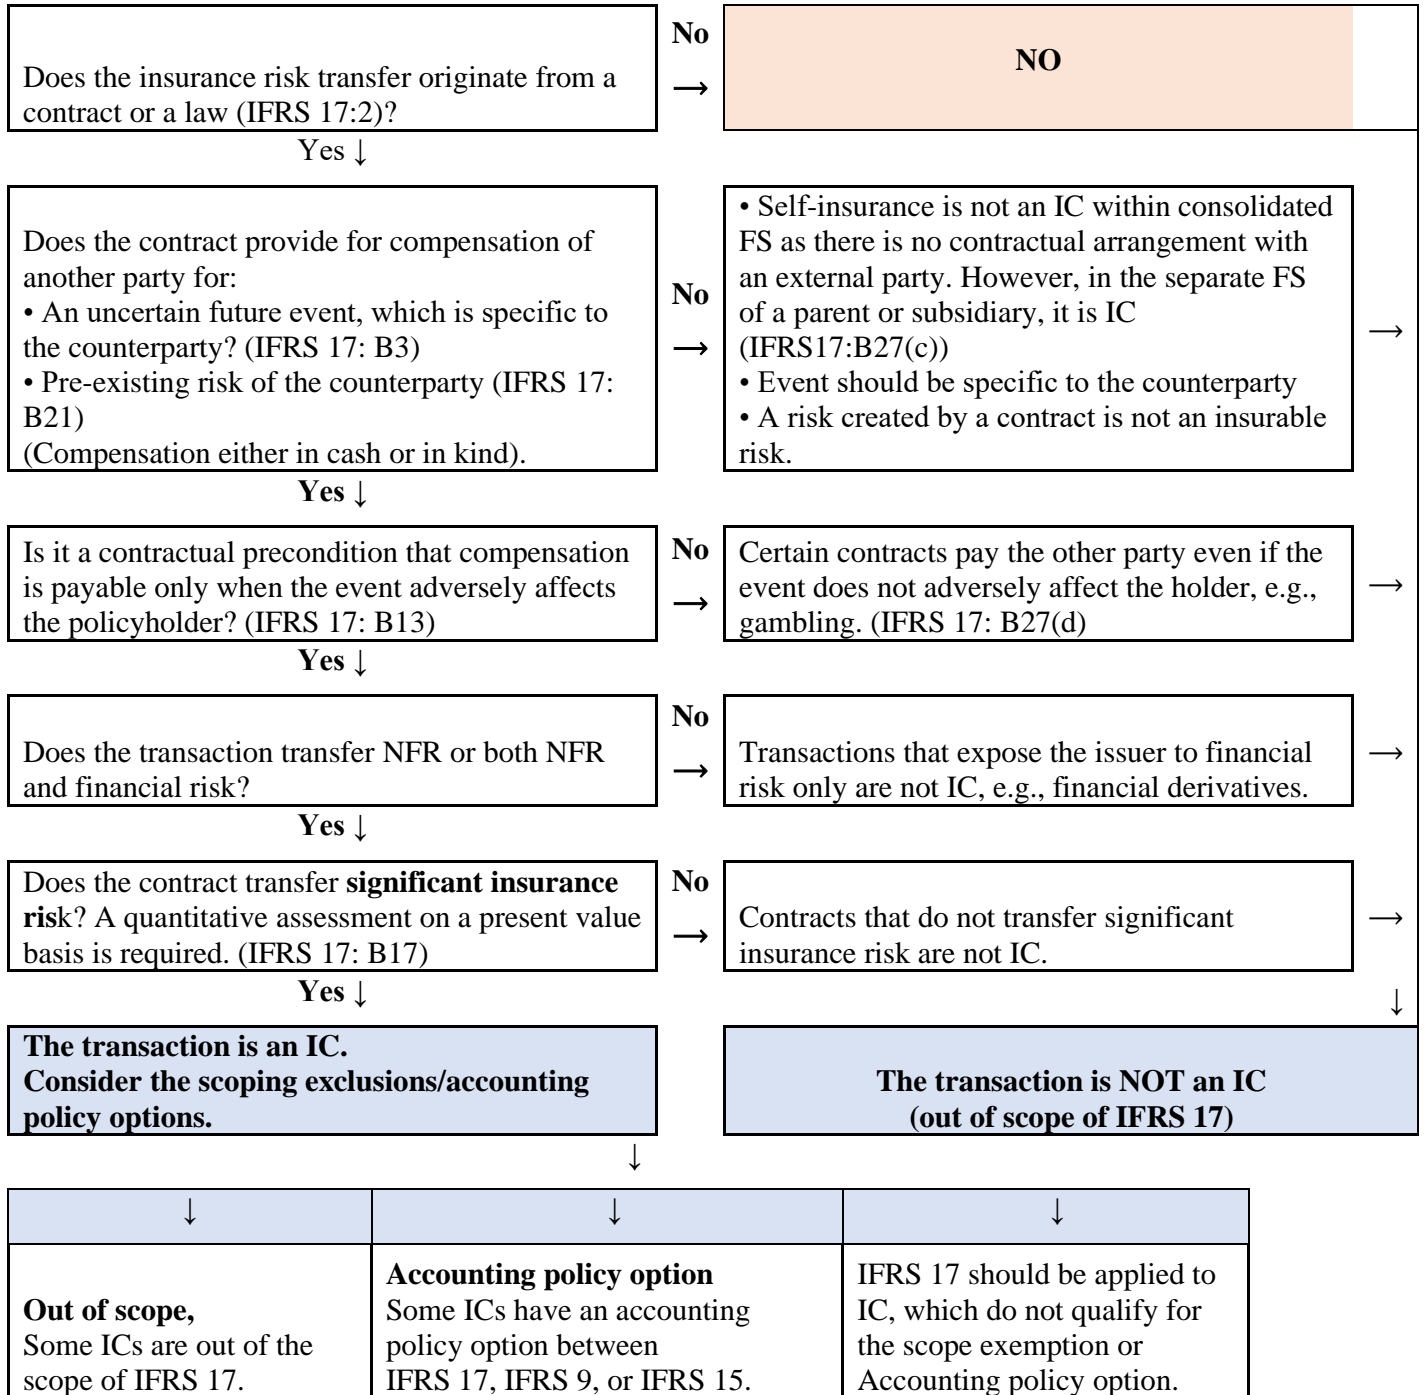 Does the insurance risk transfer originate from a
contract or a law (IFRS 17:2)?
No
→
NO
Yes ↓
Does the contract provide for compensation of
another party for:
• An uncertain future event, which is specific to
the counterparty? (IFRS 17: B3)
• Pre-existing risk of the counterparty (IFRS 17:
B21)
(Compensation either in cash or in kind).
No
→
• Self-insurance is not an IC within consolidated
FS as there is no contractual arrangement with
an external party. However, in the separate FS
of a parent or subsidiary, it is IC
(IFRS17:B27(c))
• Event should be specific to the counterparty
• A risk created by a contract is not an insurable
risk.
→
Yes ↓
Is it a contractual precondition that compensation
is payable only when the event adversely affects
the policyholder? (IFRS 17: B13)
No
→
Certain contracts pay the other party even if the
event does not adversely affect the holder, e.g.,
gambling. (IFRS 17: B27(d)
→
Yes ↓
Does the transaction transfer NFR or both NFR
and financial risk?
No
→
Transactions that expose the issuer to financial
risk only are not IC, e.g., financial derivatives.
→
Yes ↓
Does the contract transfer significant insurance
risk? A quantitative assessment on a present value
basis is required. (IFRS 17: B17)
No
→
Contracts that do not transfer significant
insurance risk are not IC.
→
Yes ↓
↓
The transaction is an IC.
Consider the scoping exclusions/accounting
policy options.
The transaction is NOT an IC
(out of scope of IFRS 17)
↓
↓
↓
↓
Out of scope,
Some ICs are out of the
scope of IFRS 17.
Accounting policy option
Some ICs have an accounting
policy option between
IFRS 17, IFRS 9, or IFRS 15.
IFRS 17 should be applied to
IC, which do not qualify for
the scope exemption or
Accounting policy option.